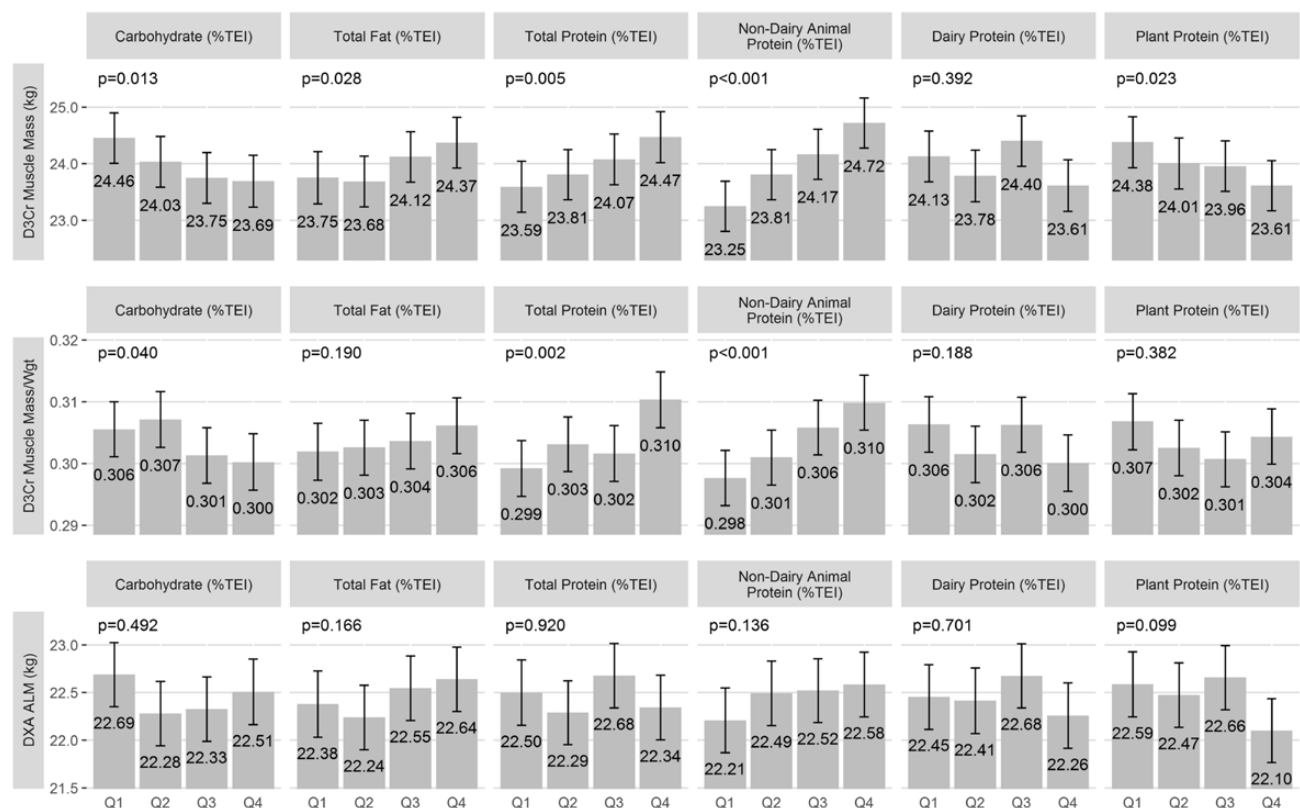 Carbohydrate (%TEI) Total Fat (%TEI) Total Protein (%TEI) Non-Dairy Animal Protein (%TEI) Dairy Protein (%TEI) Plant Protein (%TEI)
D3Cr Muscle Mass (kg)
p=0.013 p=0.028 p=0.005 p<0.001 p=0.392 p=0.023
25.0
24.0
23.0
24.46 24.03 23.75 23.69 23.75 23.68 24.12 24.37 23.59 23.81 24.07 24.47 23.25 23.81 24.17 24.72 24.13 23.78 24.40 23.61 24.38 24.01 23.96 23.61
Carbohydrate (%TEI) Total Fat (%TEI) Total Protein (%TEI) Non-Dairy Animal Protein (%TEI) Dairy Protein (%TEI) Plant Protein (%TEI)
D3Cr Muscle Mass/Wgt
0.32
p=0.040 p=0.190 p=0.002 p<0.001 p=0.188 p=0.382
0.31
0.30
0.29
0.306 0.307 0.301 0.300 0.302 0.303 0.304 0.306 0.299 0.303 0.302 0.310 0.298 0.301 0.306 0.310 0.306 0.302 0.306 0.300 0.307 0.302 0.301 0.304
Carbohydrate (%TEI) Total Fat (%TEI) Total Protein (%TEI) Non-Dairy Animal Protein (%TEI) Dairy Protein (%TEI) Plant Protein (%TEI)
DXA ALM (kg)
p=0.492 p=0.166 p=0.920 p=0.136 p=0.701 p=0.099
23.0
22.5
22.0
21.5
22.69 22.28 22.33 22.51 22.38 22.24 22.55 22.64 22.50 22.29 22.68 22.34 22.21 22.49 22.52 22.58 22.45 22.41 22.68 22.26 22.59 22.47 22.66 22.10
Q1 Q2 Q3 Q4 Q1 Q2 Q3 Q4 Q1 Q2 Q3 Q4 Q1 Q2 Q3 Q4 Q1 Q2 Q3 Q4 Q1 Q2 Q3 Q4